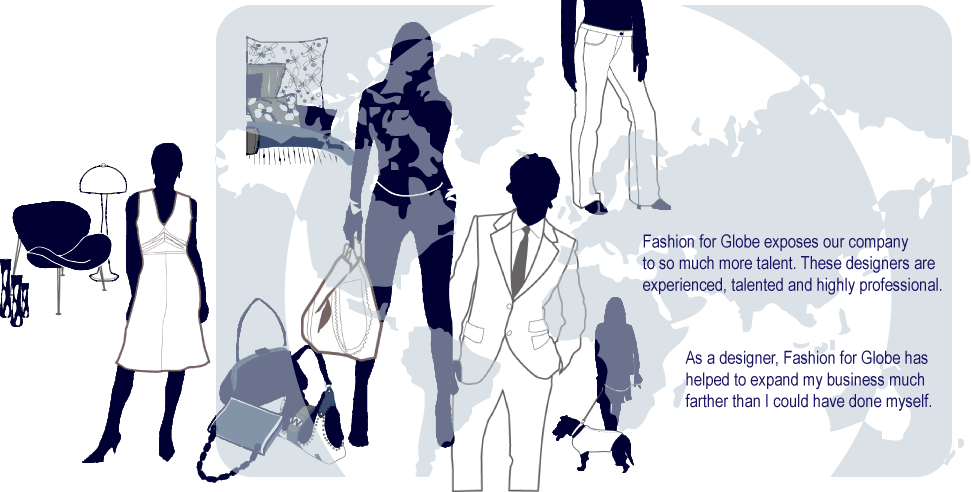 Fashion for Globe exposes our company
to so much more talent. These designers are
experienced, talented and highly professional.
As a designer, Fashion for Globe has
helped to expand my business much
farther than I could have done myself.